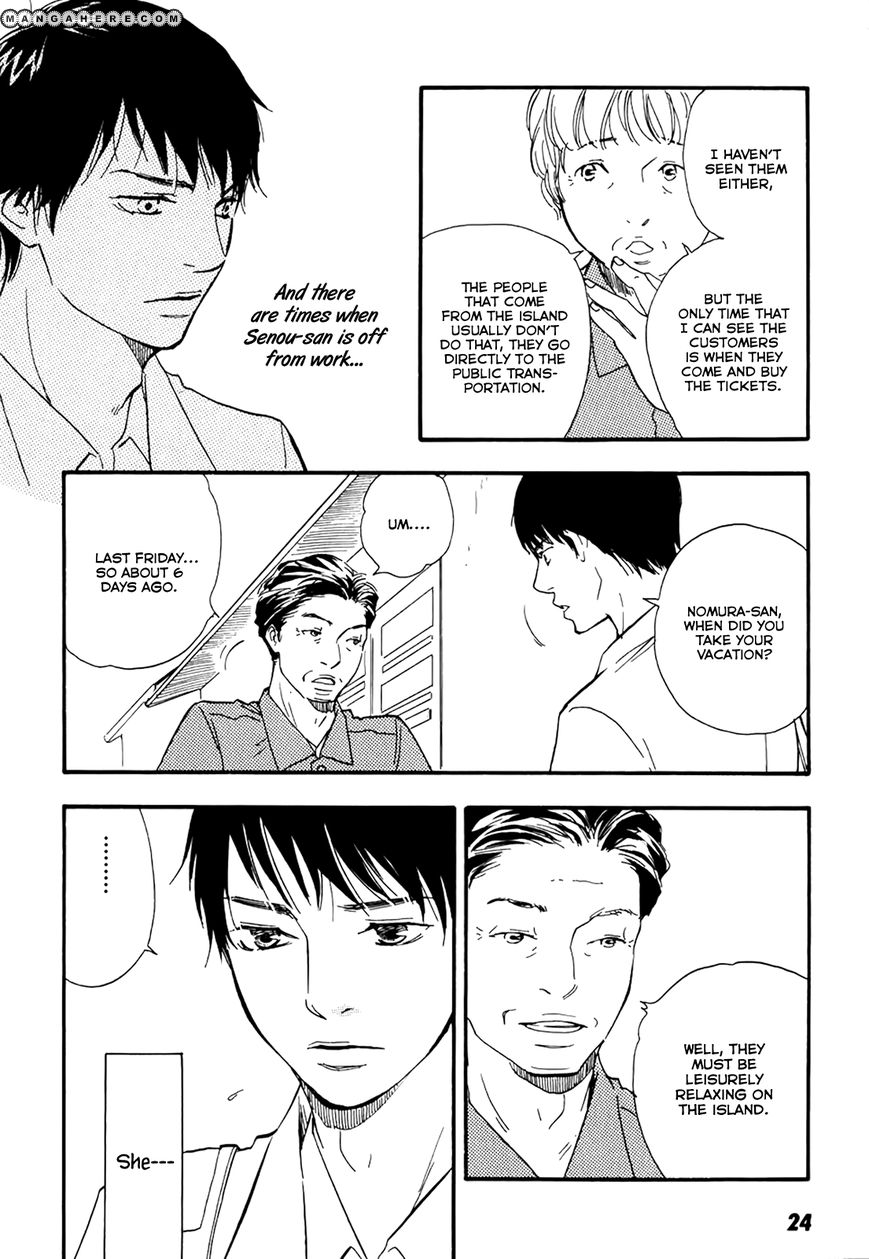 MANGAHERE.COM
I HAVEN'T
SEEN THEM
EITHER,
BUT THE
ONLY TIME THAT
I CAN SEE THE
CUSTOMERS
IS WHEN THEY
COME AND BUY
THE TICKETS.
THE PEOPLE
THAT COME
FROM THE ISLAND
USUALLY DON'T
DO THAT, THEY GO
DIRECTLY TO THE
PUBLIC TRANS-
PORTATION.
And there
are times when
Senou-san is off
from work...
NOMURA-SAN,
WHEN DID YOU
TAKE YOUR
VACATION?
UM....
LAST FRIDAY...
SO ABOUT 6
DAYS AGO.
WELL, THEY
MUST BE
LEISURELY
RELAXING ON
THE ISLAND.
.........
She---
24